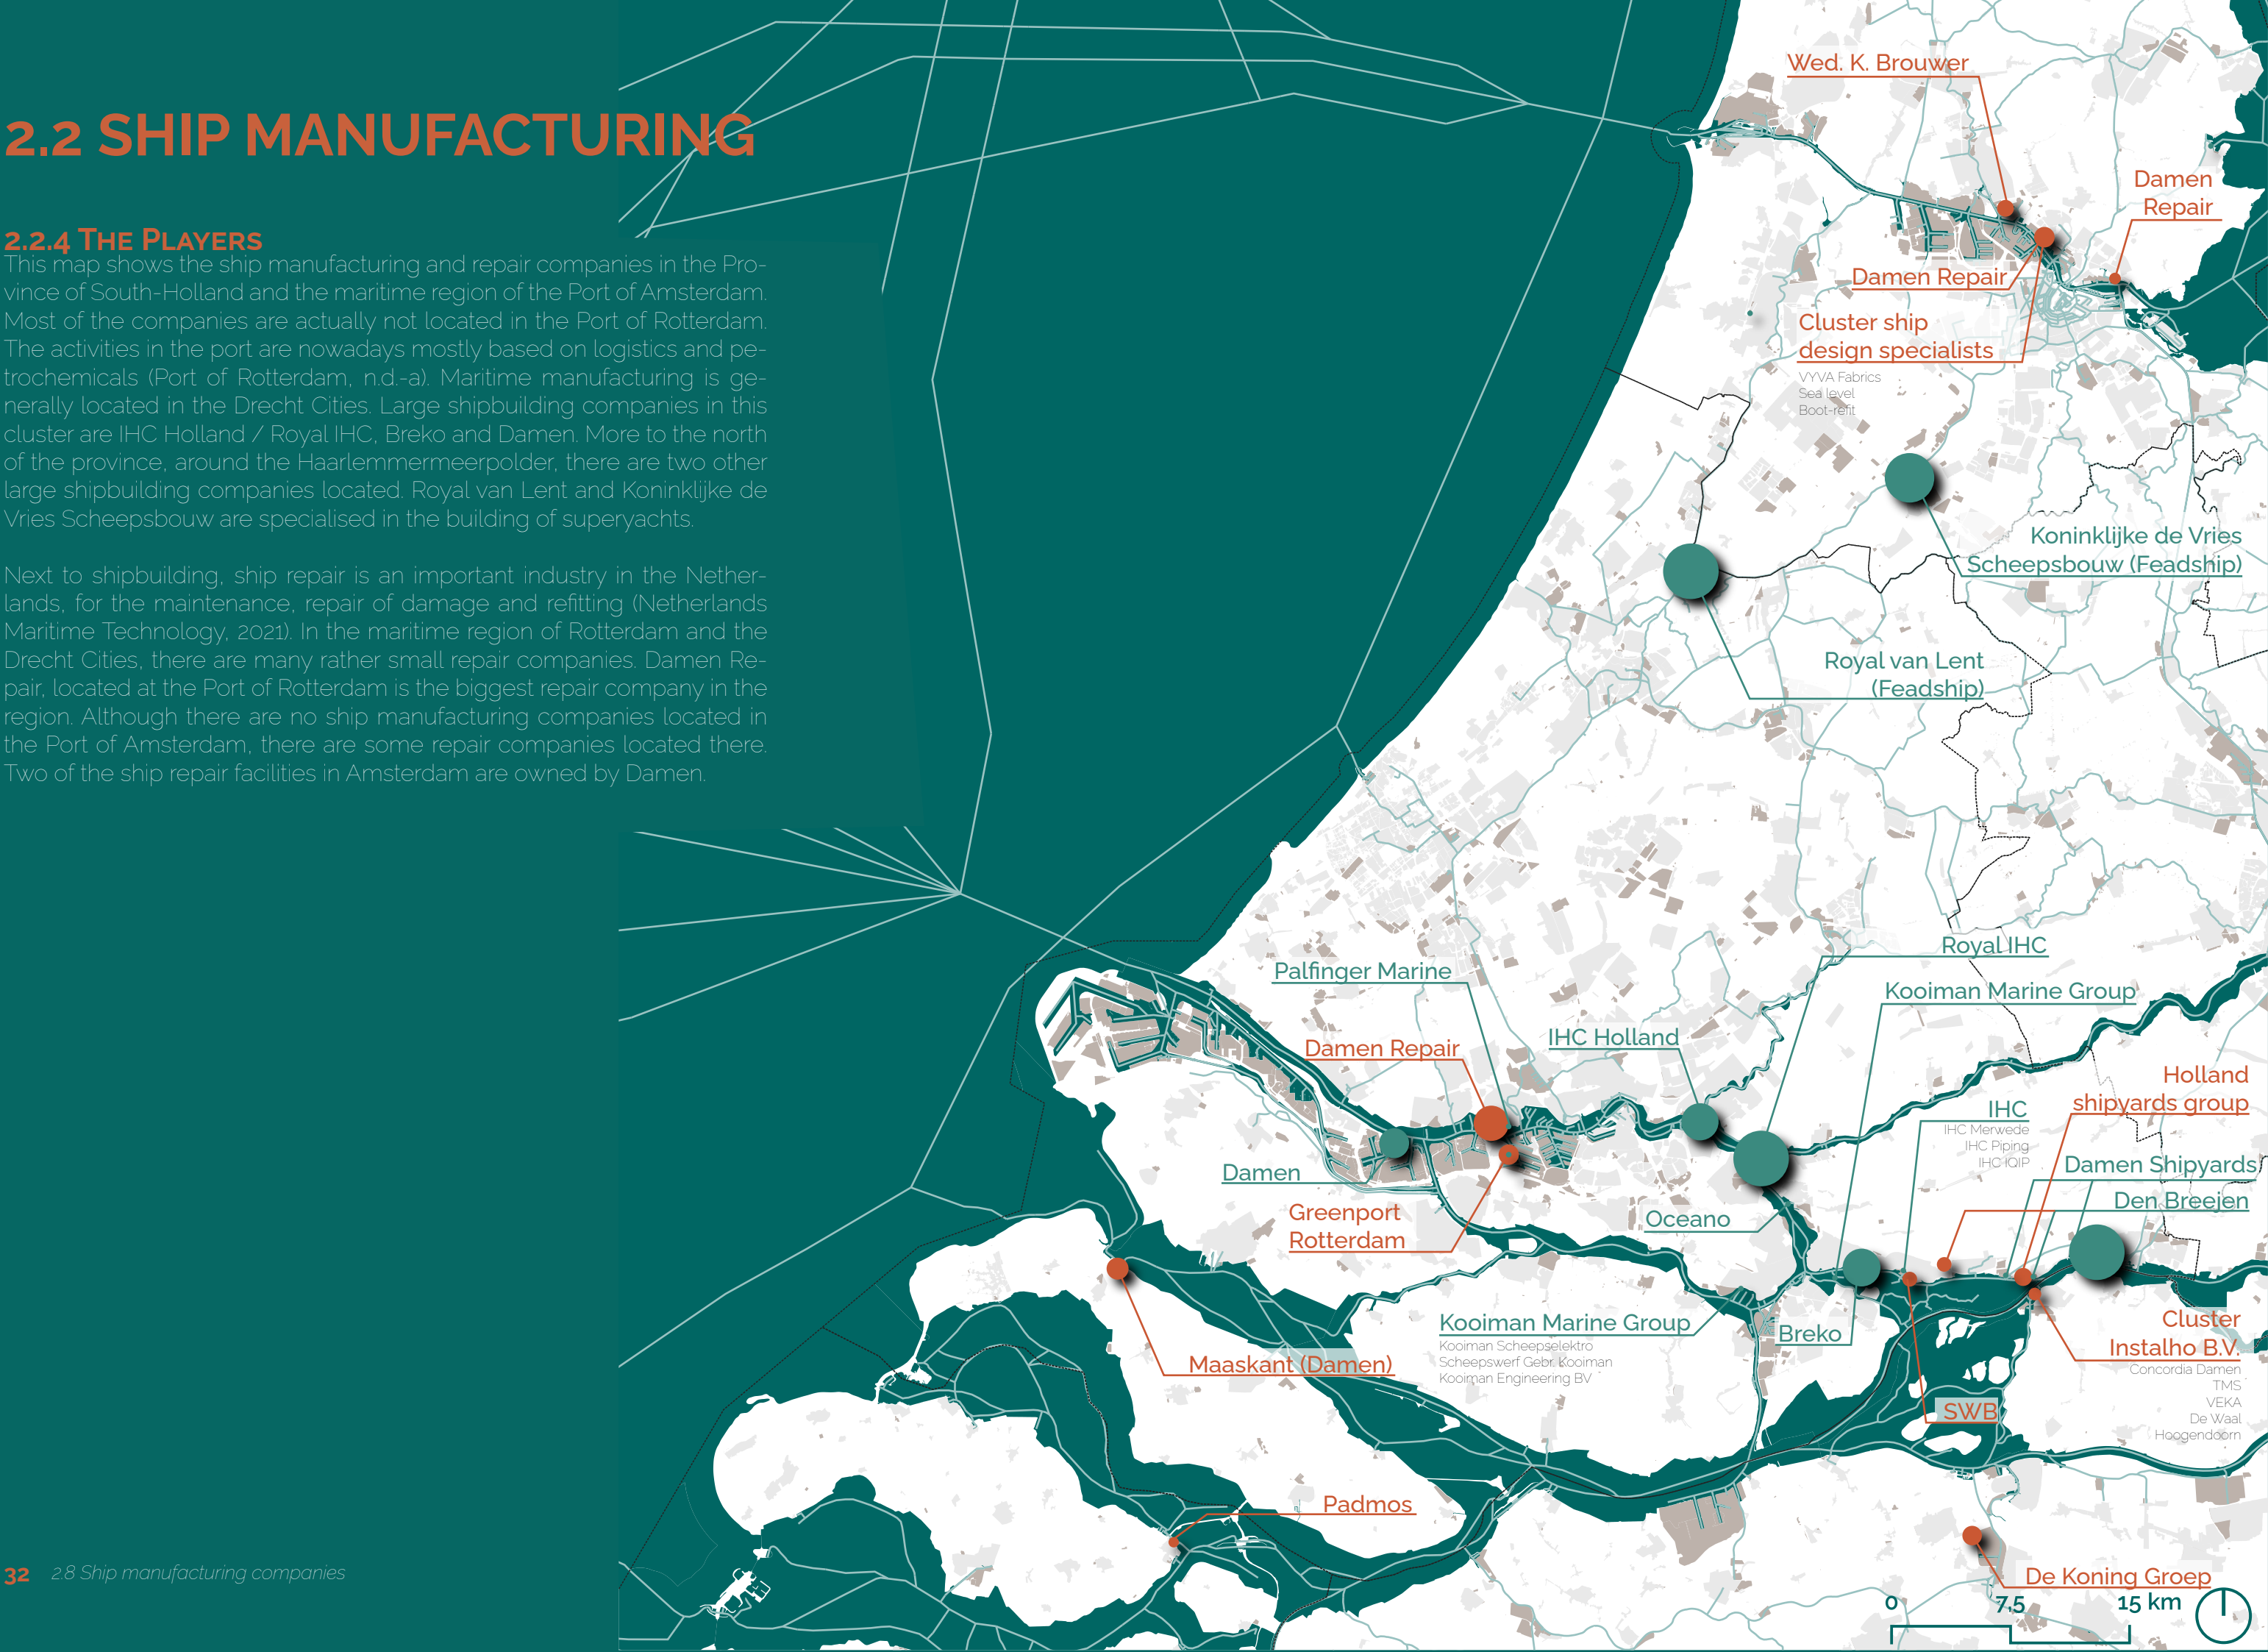 2.2 SHIP MANUFACTURING
2.2.4 THE PLAYERS
This map shows the ship manufacturing and repair companies in the Pro-
vince of South-Holland and the maritime region of the Port of Amsterdam.
Most of the companies are actually not located in the Port of Rotterdam.
The activities in the port are nowadays mostly based on logistics and pe-
trochemicals (Port of Rotterdam, n.d.-a). Maritime manufacturing is ge-
nerally located in the Drecht Cities. Large shipbuilding companies in this
cluster are IHC Holland / Royal IHC, Breko and Damen. More to the north
of the province, around the Haarlemmermeerpolder, there are two other
large shipbuilding companies located. Royal van Lent and Koninklijke de
Vries Scheepsbouw are specialised in the building of superyachts.
Next to shipbuilding, ship repair is an important industry in the Nether-
lands, for the maintenance, repair of damage and refitting (Netherlands
Maritime Technology, 2021). In the maritime region of Rotterdam and the
Drecht Cities, there are many rather small repair companies. Damen Re-
pair, located at the Port of Rotterdam is the biggest repair company in the
region. Although there are no ship manufacturing companies located in
the Port of Amsterdam, there are some repair companies located there.
Two of the ship repair facilities in Amsterdam are owned by Damen.
32 2.8 Ship manufacturing companies
Wed. K. Brouwer
Damen
Repair
Damen Repair
Cluster ship
design specialists
VYVA Fabrics
Sea level
Boot-refit
Koninklijke de Vries
Scheepsbouw (Feadship)
Royal van Lent
(Feadship)
Royal IHC
Palfinger Marine
Kooiman Marine Group
IHC Holland
Damen Repair
Holland
shipyards group
IHC
IHC Merwede
IHC Piping
IHC IQIP
Damen Shipyards
Damen
Den Breejen
Greenport
Rotterdam
Oceano
Kooiman Marine Group
Kooiman Scheepselektro
Scheepswerf Gebr. Kooiman
Kooiman Engineering BV
Breko
Cluster
Instalho B.V.
Concordia Damen
TMS
VEKA
De Waal
Hoogendoorn
Maaskant (Damen)
SWB
Padmos
De Koning Groep
0 7,5 15 km